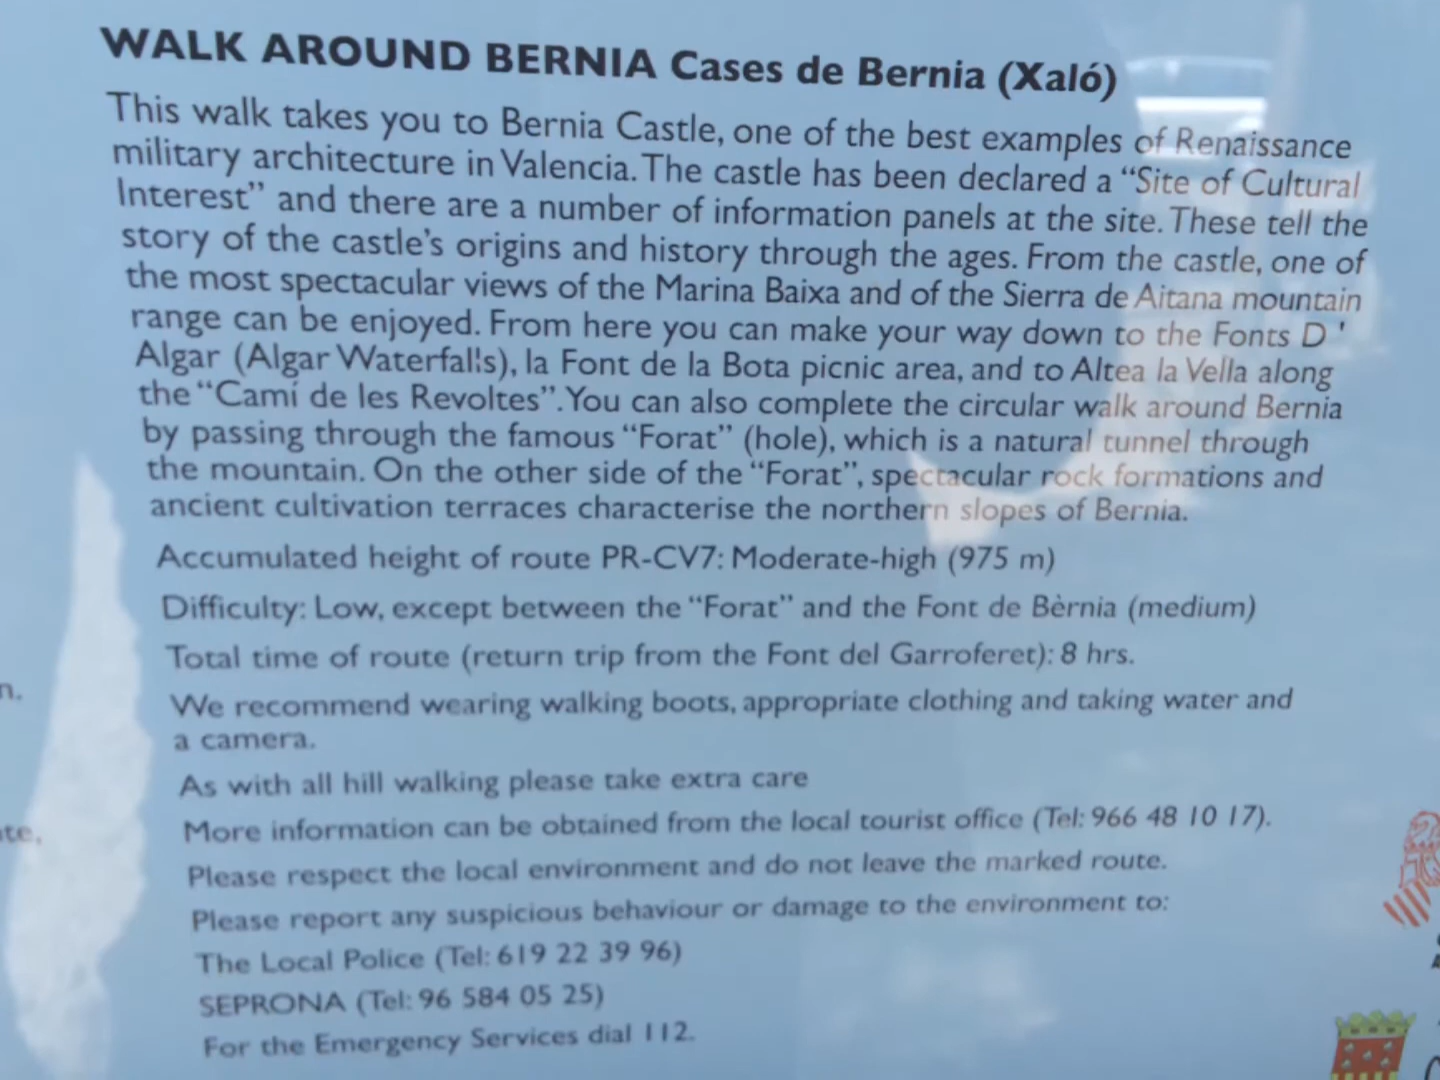 WALK AROUND BERNIA Cases de Bernia (Xaló)
This walk takes you to Bernia Castle, one of the best examples of Renaissance
military architecture in Valencia. The castle has been declared a “Site of Cultural
Interest” and there are a number of information panels at the site. These tell the
story of the castle’s origins and history through the ages. From the castle, one of
the most spectacular views of the Marina Baixa and of the Sierra de Aitana mountain
range can be enjoyed. From here you can make your way down to the Fonts D '
Algar (Algar Waterfalls), la Font de la Bota picnic area, and to Altea la Vella along
the “Camí de les Revoltes”. You can also complete the circular walk around Bernia
by passing through the famous “Forat” (hole), which is a natural tunnel through
the mountain. On the other side of the “Forat”, spectacular rock formations and
ancient cultivation terraces characterise the northern slopes of Bernia.
Accumulated height of route PR-CV7: Moderate-high (975 m)
Difficulty: Low, except between the “Forat” and the Font de Bèrnia (medium)
Total time of route (return trip from the Font del Garroferet): 8 hrs.
We recommend wearing walking boots, appropriate clothing and taking water and
a camera.
As with all hill walking please take extra care
More information can be obtained from the local tourist office (Tel: 966 48 10 17).
Please respect the local environment and do not leave the marked route.
Please report any suspicious behaviour or damage to the environment to:
The Local Police (Tel: 619 22 39 96)
SEPRONA (Tel: 96 584 05 25)
For the Emergency Services dial 112.